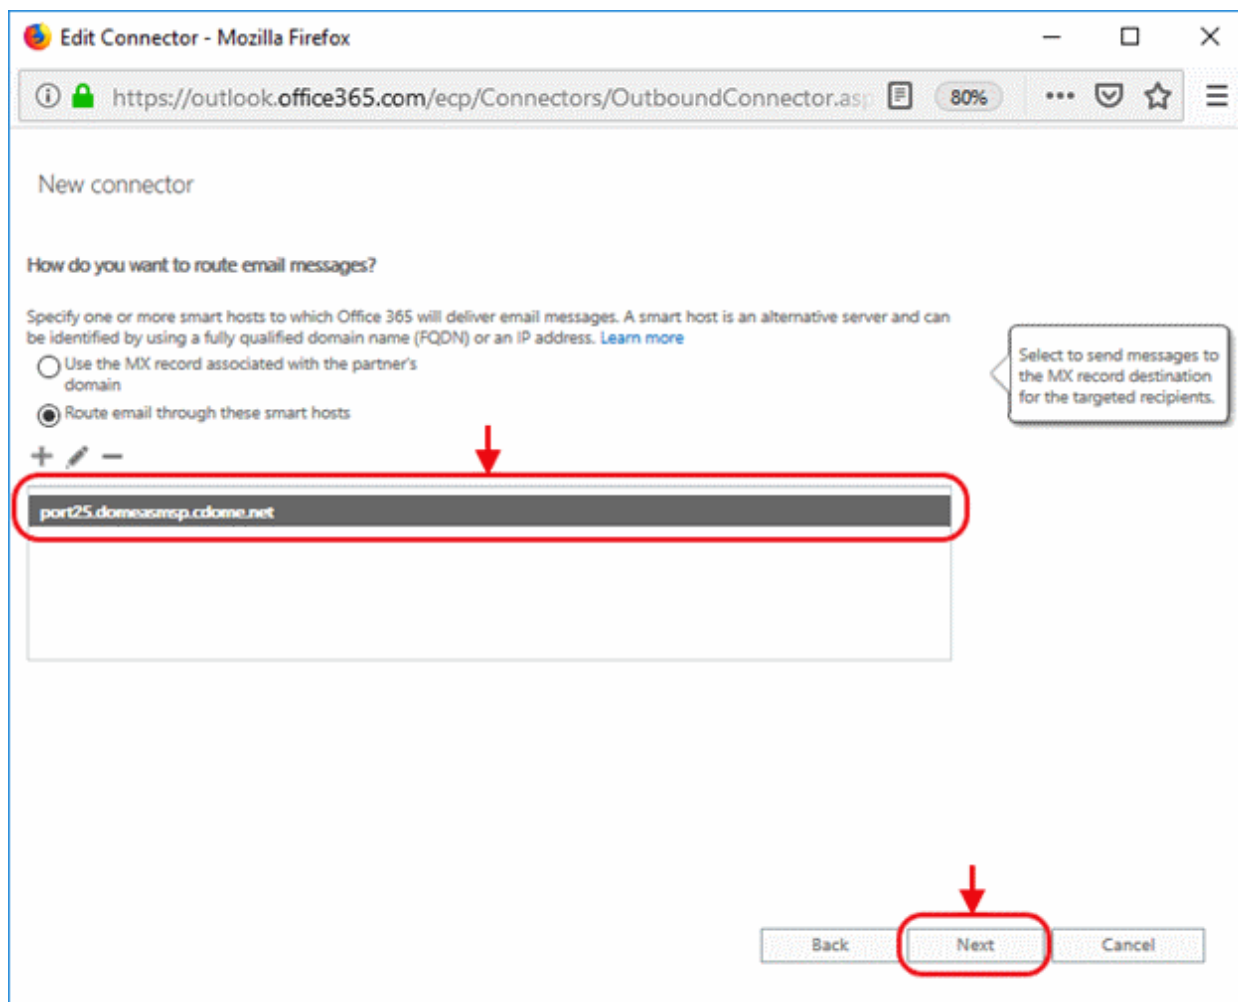 Edit Connector - Mozilla Firefox
https://outlook.office365.com/ecp/Connectors/OutboundConnector.asp
80%
New connector
How do you want to route email messages?
Specify one or more smart hosts to which Office 365 will deliver email messages. A smart host is an alternative server and can
be identified by using a fully qualified domain name (FQDN) or an IP address. Learn more
Use the MX record associated with the partner's
domain
Route email through these smart hosts
Select to send messages to
the MX record destination
for the targeted recipients.
port25.domeasmsp.cdome.net
Back
Next
Cancel